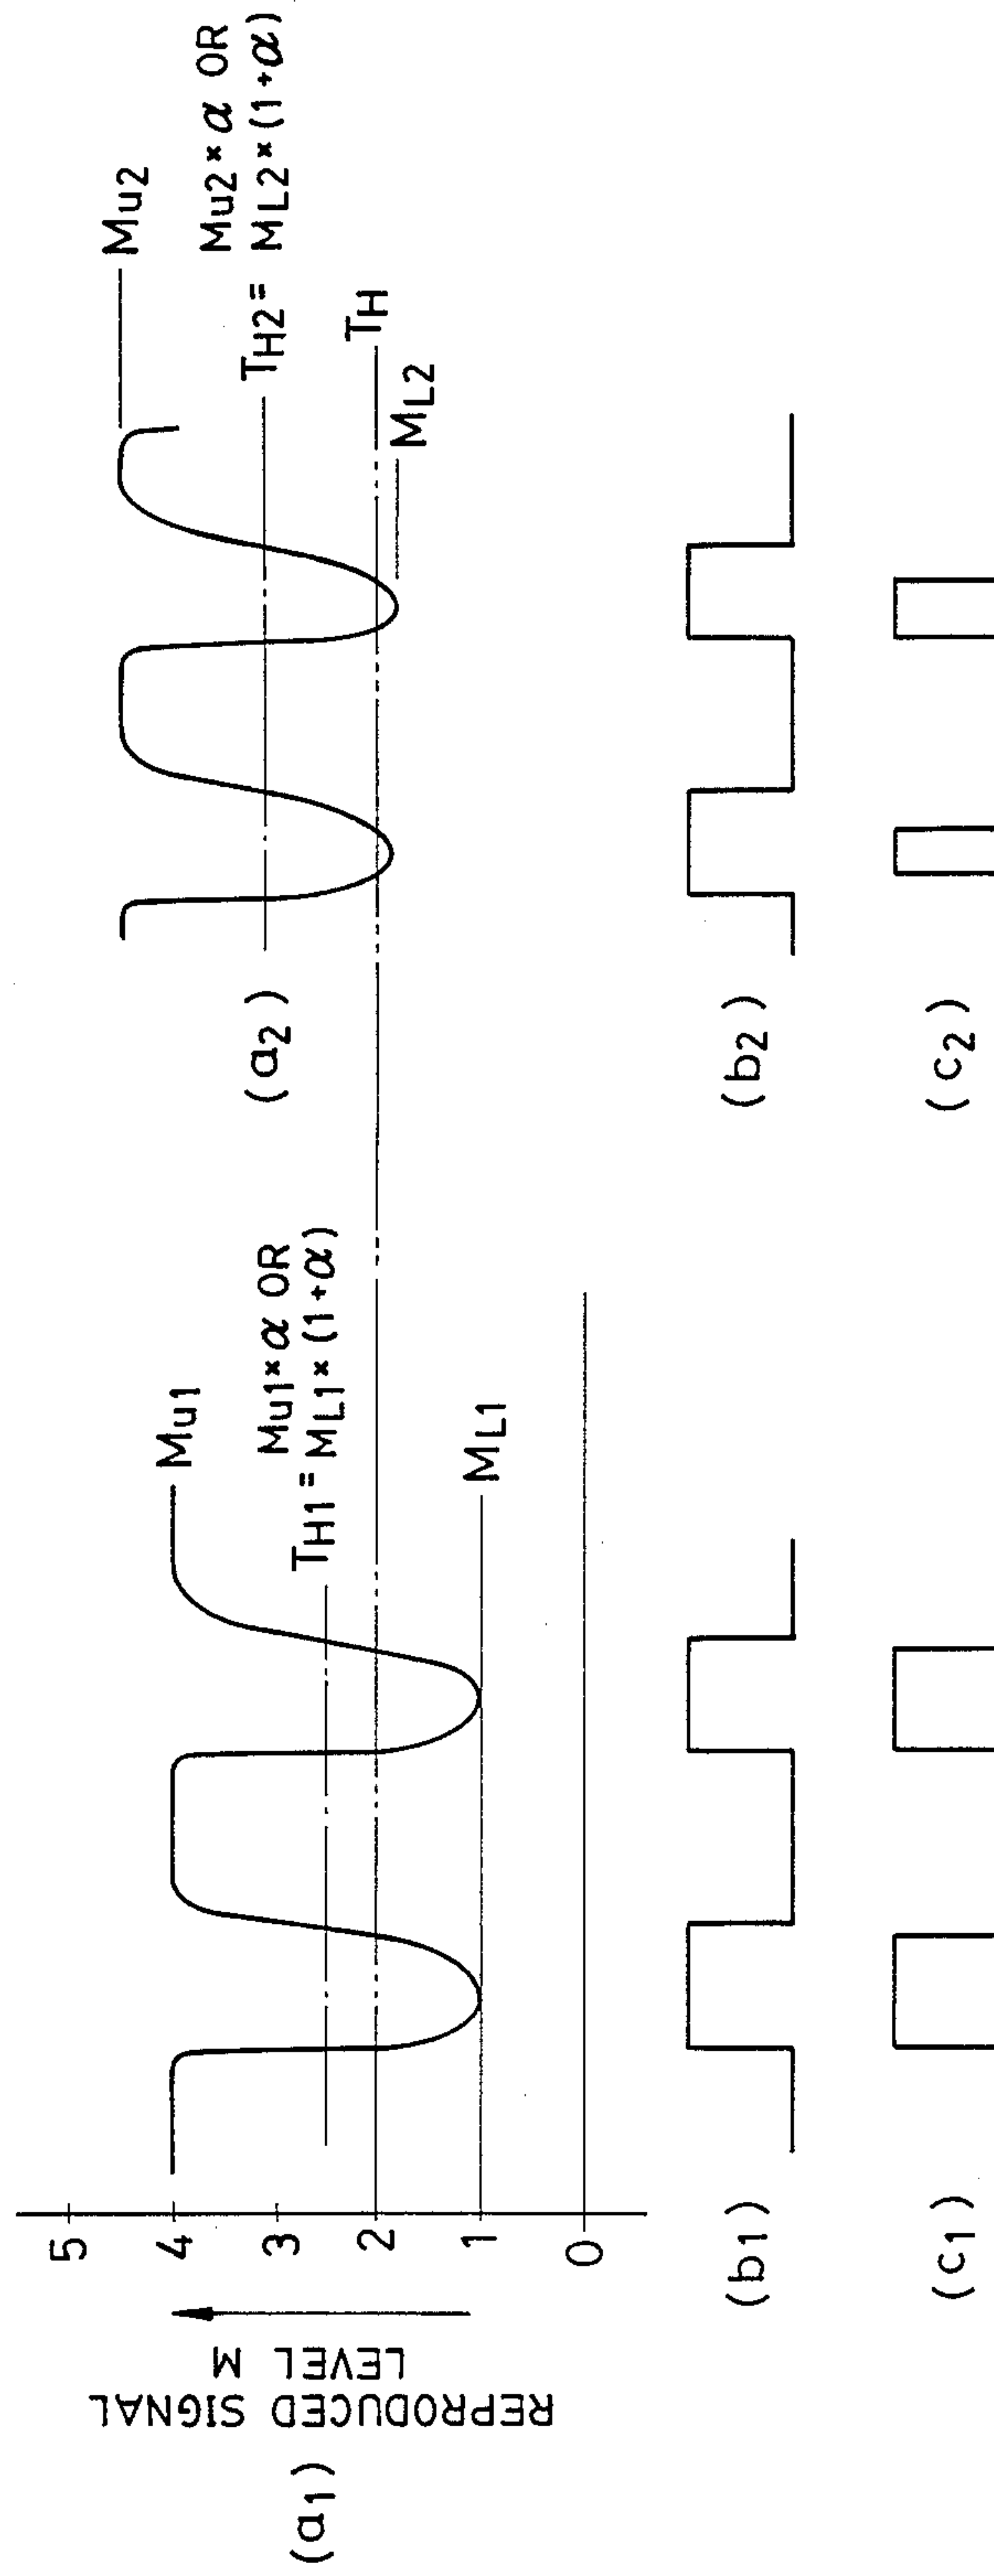 (a1)
REPRODUCED SIGNAL
LEVEL M
5
4
3
2
1
0
Mu1
Mu1×α OR
TH1= ML1×(1+α)
ML1
(a2)
Mu2
Mu2×α OR
TH2= ML2×(1+α)
TH
ML2
(b1)
(b2)
(c1)
(c2)